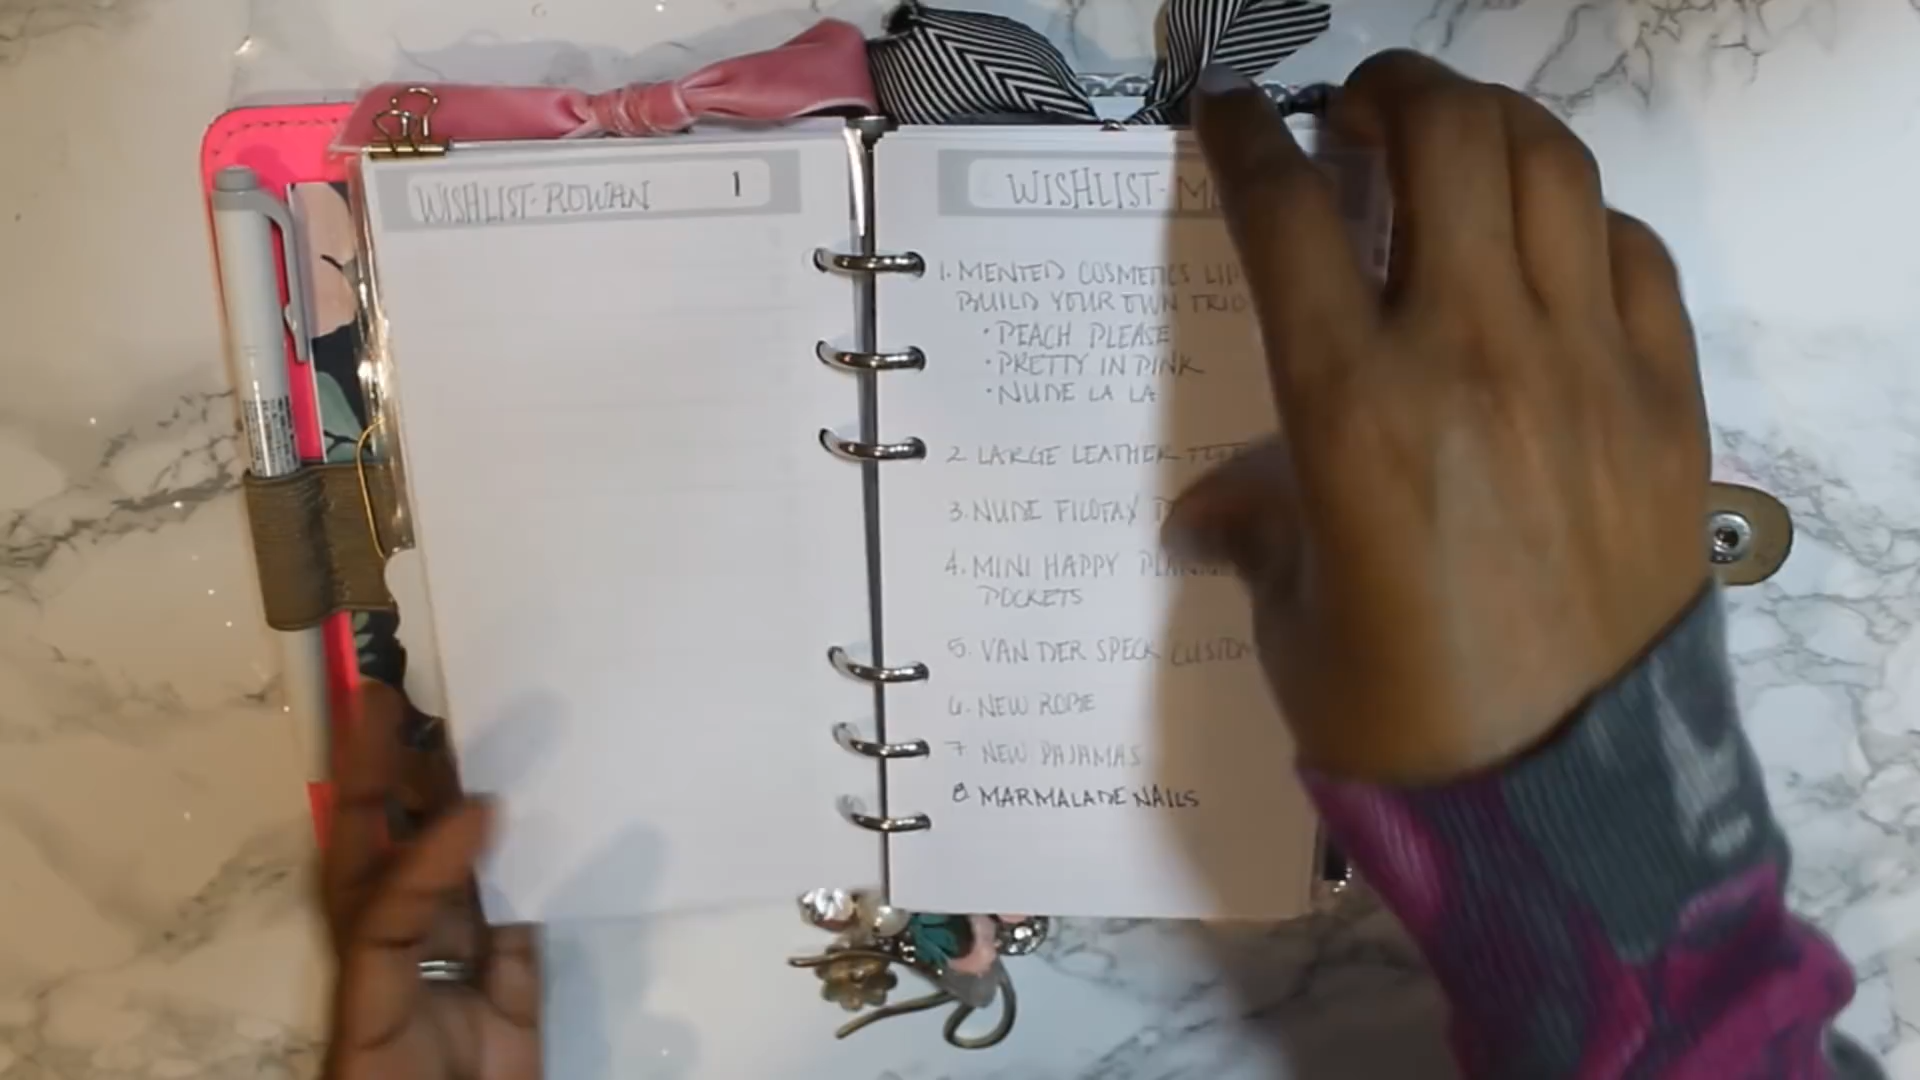 WISHLIST-ROWAN 1
WISHLIST-
1. MENTED COSMETICS
BUILD YOUR OWN TRIO
• PEACH PLEASE
• PRETTY IN PINK
• NUDE LA LA
2 LARGE LEATHER
3. NUDE FILOFAX
4. MINI HAPPY
POCKETS
5. VAN DER SPECK CUSTOM
6. NEW ROBE
7 NEW PAJAMAS
8 MARMALADE NAILS